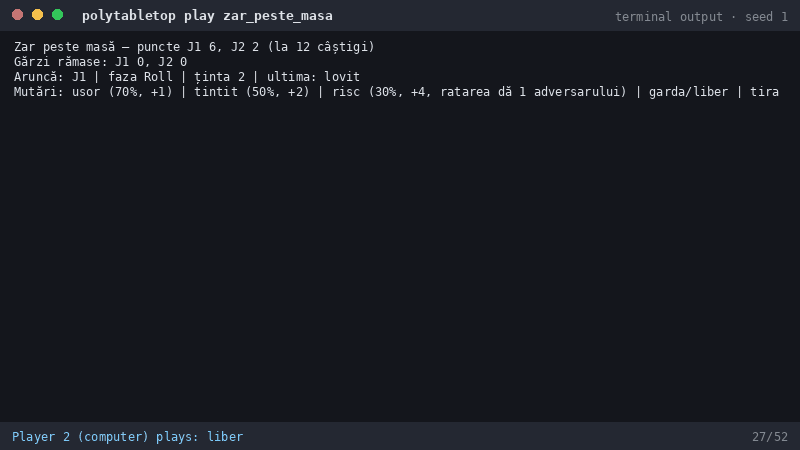 polytabletop play zar_peste_masa
terminal output · seed 1
Zar peste masă — puncte J1 6, J2 2 (la 12 câștigi)
Gărzi rămase: J1 0, J2 0
Aruncă: J1 | faza Roll | ținta 2 | ultima: lovit
Mutări: usor (70%, +1) | tintit (50%, +2) | risc (30%, +4, ratarea dă 1 adversarului) | garda/liber | tira
Player 2 (computer) plays: liber
27/52